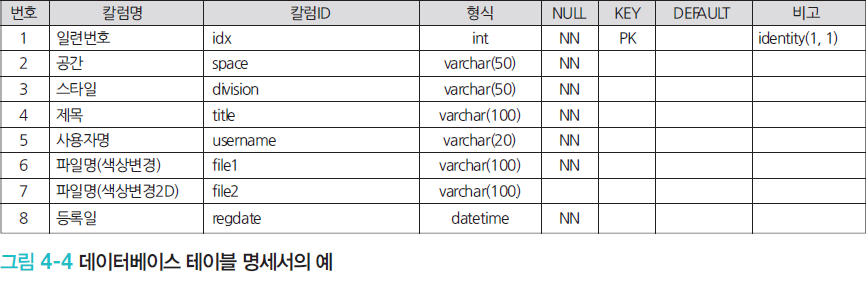 번호 칼럼명 칼럼ID 형식 NULL KEY DEFAULT 비고
1 일련번호 idx int NN PK identity(1, 1)
2 공간 space varchar(50) NN
3 스타일 division varchar(50) NN
4 제목 title varchar(100) NN
5 사용자명 username varchar(20) NN
6 파일명(색상변경) file1 varchar(100) NN
7 파일명(색상변경2D) file2 varchar(100)
8 등록일 regdate datetime NN
그림 4-4 데이터베이스 테이블 명세서의 예